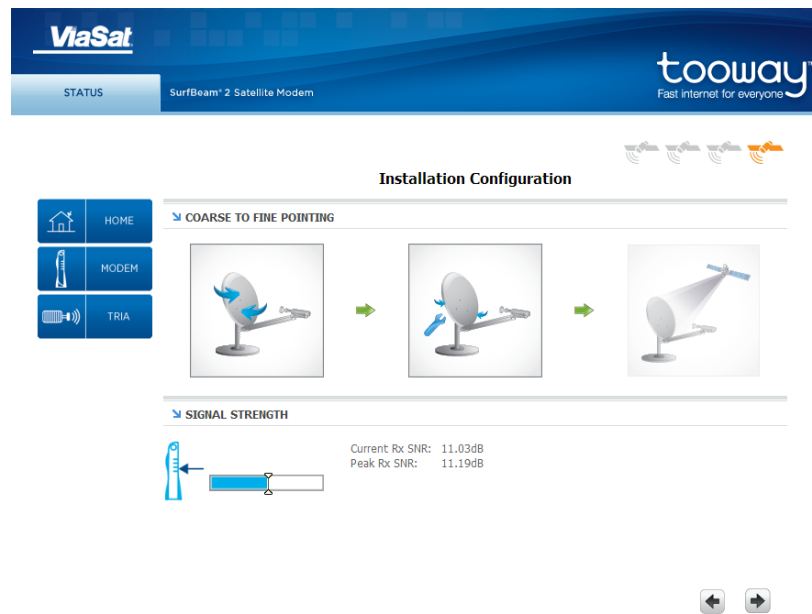 ViaSat
tooway™
Fast internet for everyone
STATUS
SurfBeam® 2 Satellite Modem
Installation Configuration
HOME
MODEM
TRIA
COARSE TO FINE POINTING
SIGNAL STRENGTH
Current Rx SNR: 11.03dB
Peak Rx SNR: 11.19dB